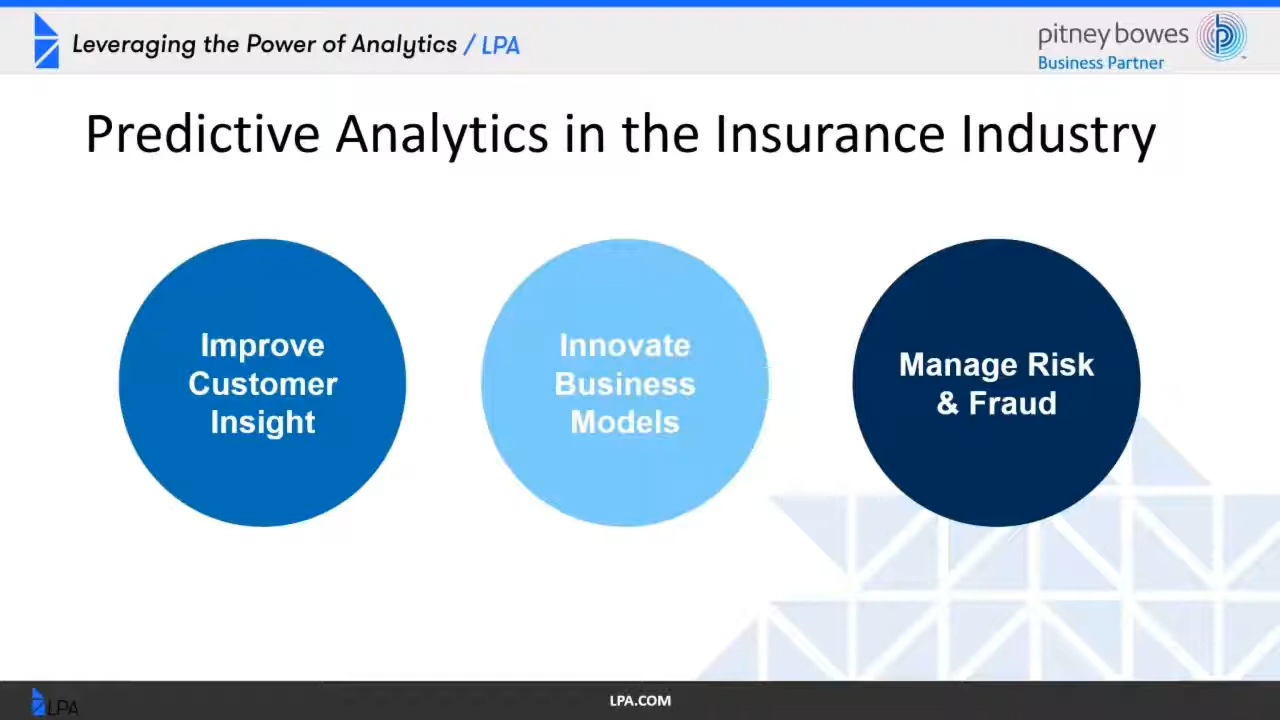 Leveraging the Power of Analytics / LPA
pitney bowes
Business Partner
Predictive Analytics in the Insurance Industry
Improve
Customer
Insight
Innovate
Business
Models
Manage Risk
& Fraud
LPA
LPA.COM